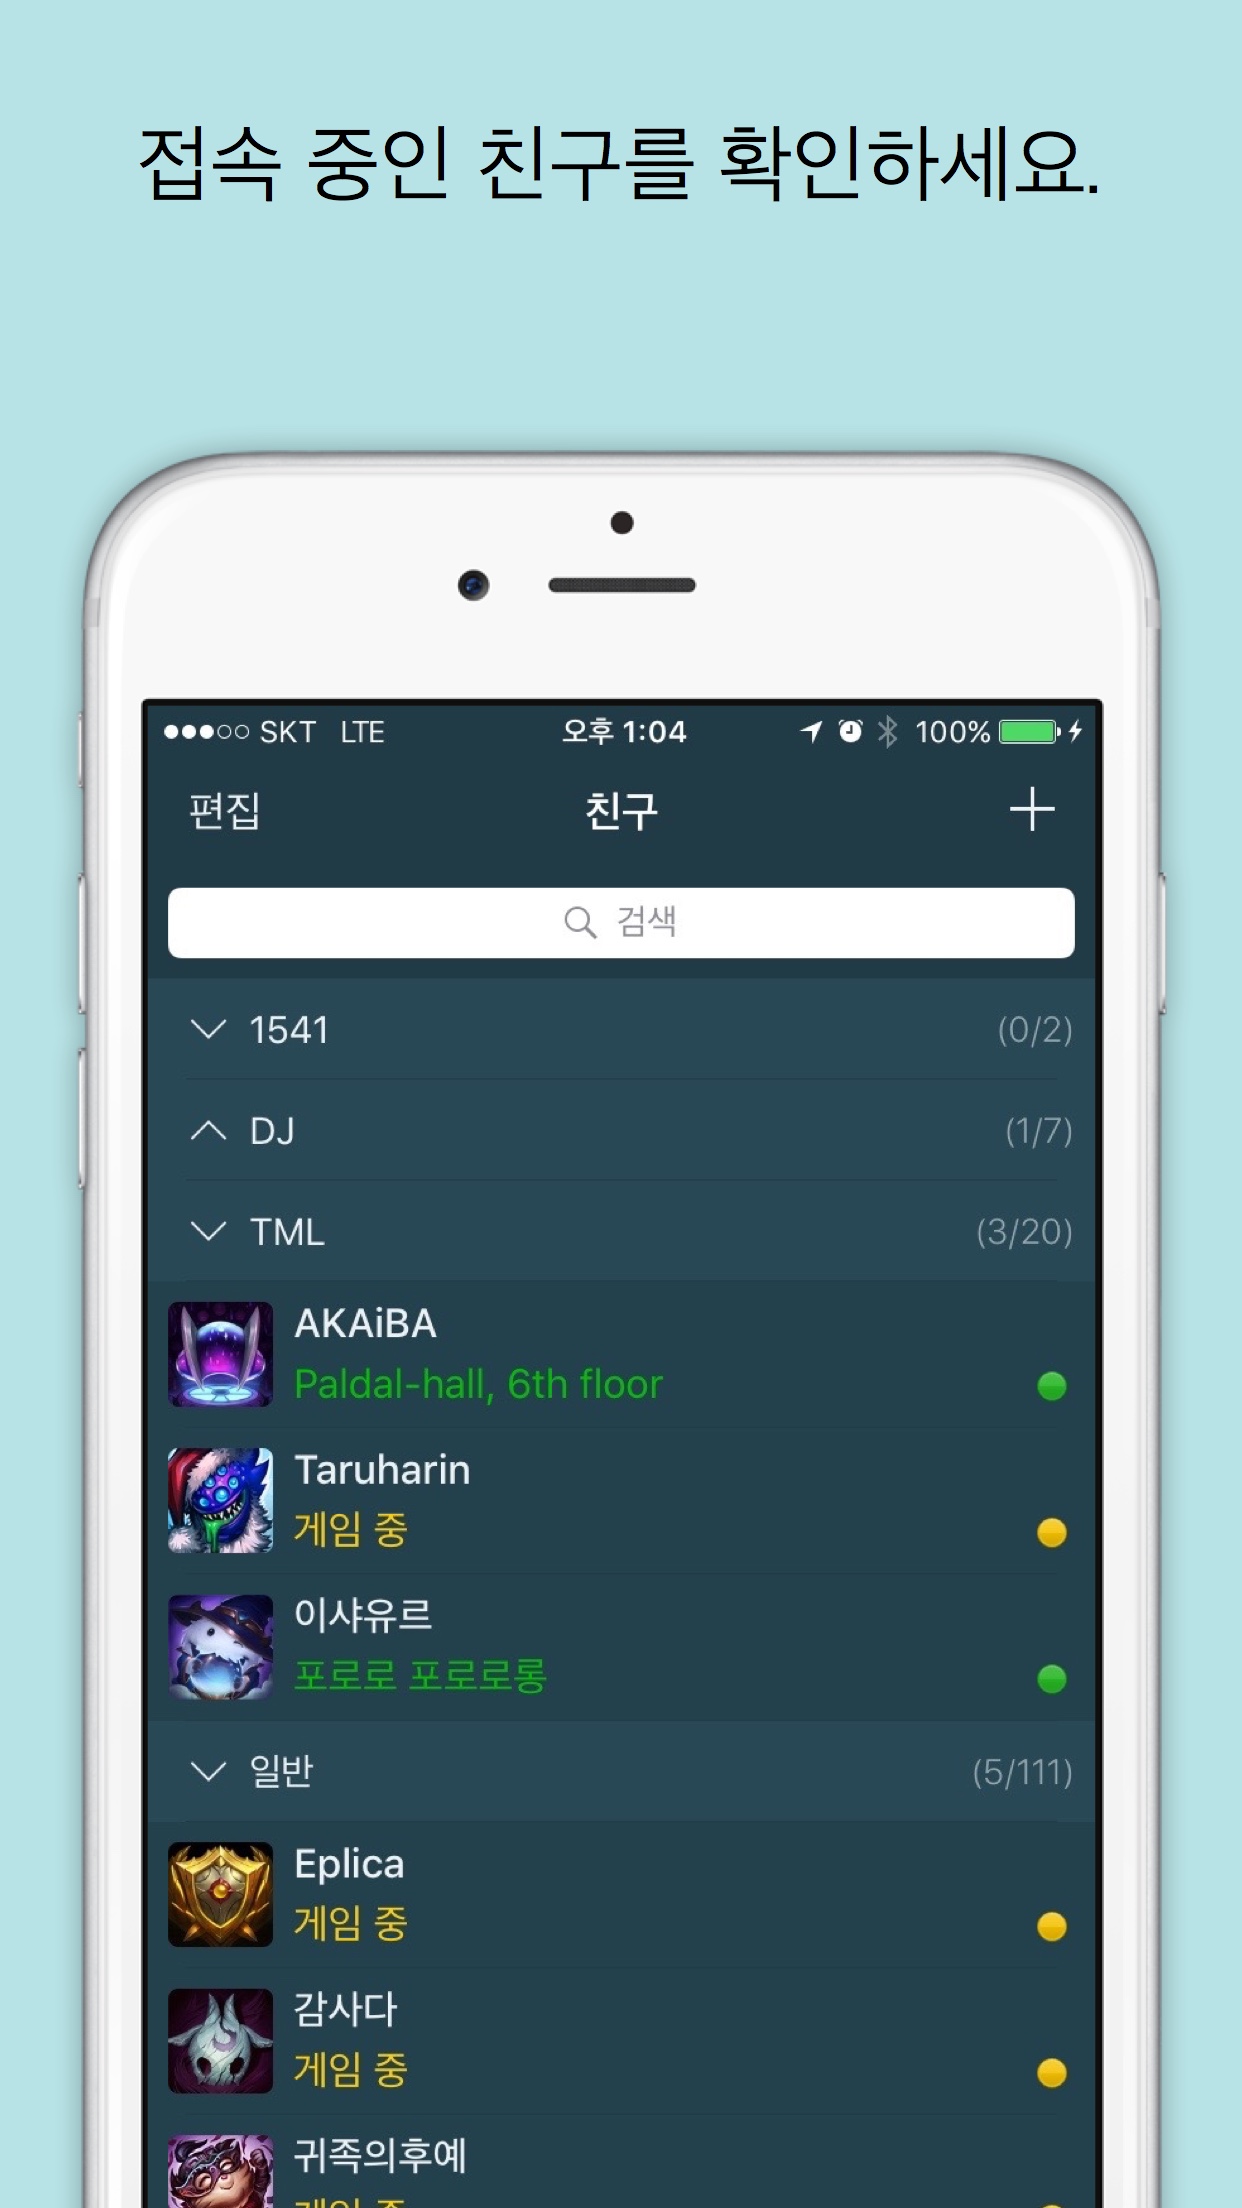 접속 중인 친구를 확인하세요.
SKT LTE 오후 1:04 100%
편집 친구
검색
1541 (0/2)
DJ (1/7)
TML (3/20)
AKAiBA
Paldal-hall, 6th floor
Taruharin
게임 중
이샤유르
포로로 포로로롱
일반 (5/111)
Eplica
게임 중
감사다
게임 중
귀족의후예
게임 중